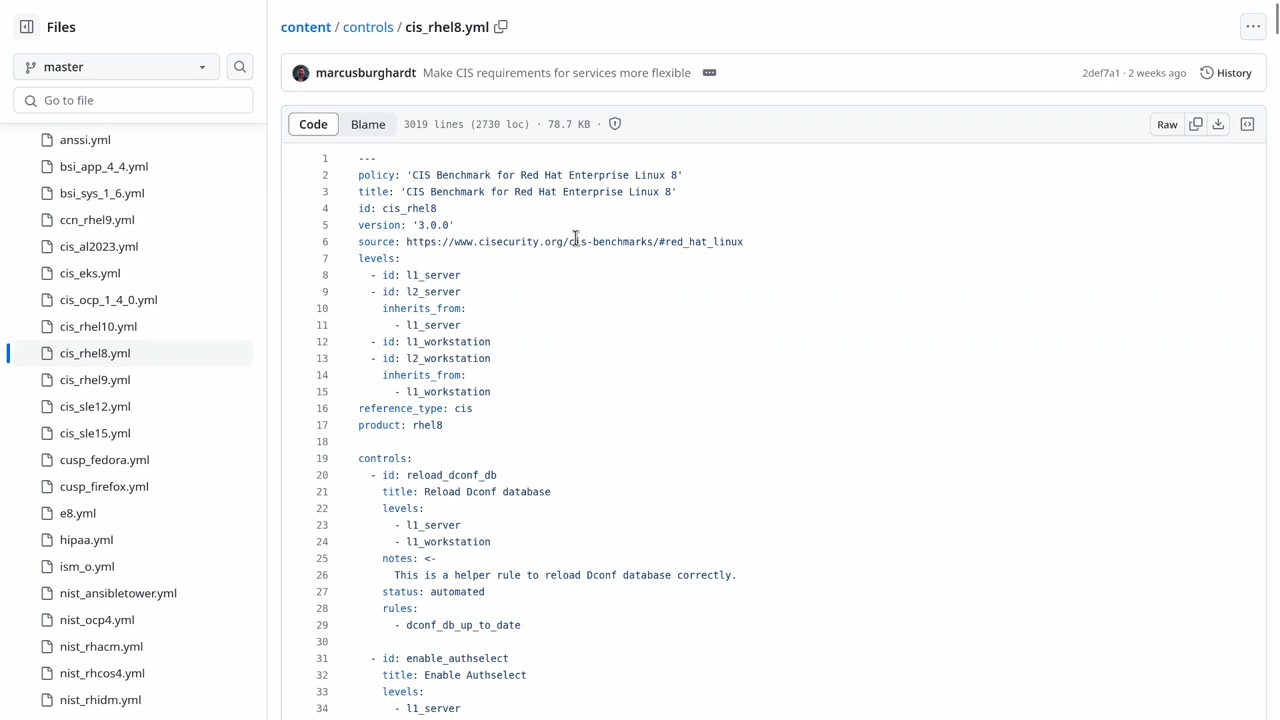 Files
master
Go to file
anssi.yml
bsi_app_4_4.yml
bsi_sys_1_6.yml
ccn_rhel9.yml
cis_al2023.yml
cis_eks.yml
cis_ocp_1_4_0.yml
cis_rhel10.yml
cis_rhel8.yml
cis_rhel9.yml
cis_sle12.yml
cis_sle15.yml
cusp_fedora.yml
cusp_firefox.yml
e8.yml
hipaa.yml
ism_o.yml
nist_ansibletower.yml
nist_ocp4.yml
nist_rhacm.yml
nist_rhcos4.yml
nist_rhidm.yml
content / controls / cis_rhel8.yml
marcusburghardt Make CIS requirements for services more flexible 2def7a1 · 2 weeks ago History
Code Blame 3019 lines (2730 loc) · 78.7 KB · Raw
1 ---
2 policy: 'CIS Benchmark for Red Hat Enterprise Linux 8'
3 title: 'CIS Benchmark for Red Hat Enterprise Linux 8'
4 id: cis_rhel8
5 version: '3.0.0'
6 source: https://www.cisecurity.org/cis-benchmarks/#red_hat_linux
7 levels:
8 - id: l1_server
9 - id: l2_server
10 inherits_from:
11 - l1_server
12 - id: l1_workstation
13 - id: l2_workstation
14 inherits_from:
15 - l1_workstation
16 reference_type: cis
17 product: rhel8
18
19 controls:
20 - id: reload_dconf_db
21 title: Reload Dconf database
22 levels:
23 - l1_server
24 - l1_workstation
25 notes: <-
26 This is a helper rule to reload Dconf database correctly.
27 status: automated
28 rules:
29 - dconf_db_up_to_date
30
31 - id: enable_authselect
32 title: Enable Authselect
33 levels:
34 - l1_server